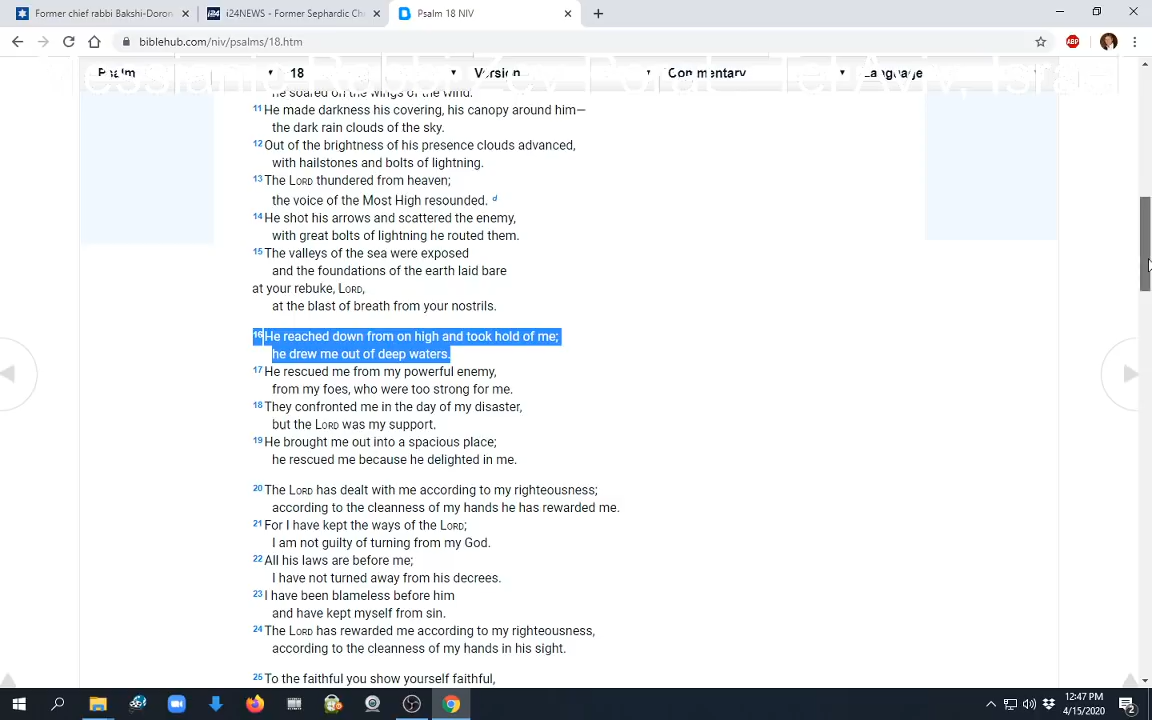 Former chief rabbi Bakshi-Doron
i24NEWS - Former Sephardic Ch
Psalm 18 NIV
biblehub.com/niv/psalms/18.htm
ABP
Psalm 18 Version Commentary Language
he soared on the wings of the wind.
11 He made darkness his covering, his canopy around him—
the dark rain clouds of the sky.
12 Out of the brightness of his presence clouds advanced,
with hailstones and bolts of lightning.
13 The LORD thundered from heaven;
the voice of the Most High resounded. d
14 He shot his arrows and scattered the enemy,
with great bolts of lightning he routed them.
15 The valleys of the sea were exposed
and the foundations of the earth laid bare
at your rebuke, LORD,
at the blast of breath from your nostrils.
16 He reached down from on high and took hold of me;
he drew me out of deep waters.
17 He rescued me from my powerful enemy,
from my foes, who were too strong for me.
18 They confronted me in the day of my disaster,
but the LORD was my support.
19 He brought me out into a spacious place;
he rescued me because he delighted in me.
20 The LORD has dealt with me according to my righteousness;
according to the cleanness of my hands he has rewarded me.
21 For I have kept the ways of the LORD;
I am not guilty of turning from my God.
22 All his laws are before me;
I have not turned away from his decrees.
23 I have been blameless before him
and have kept myself from sin.
24 The LORD has rewarded me according to my righteousness,
according to the cleanness of my hands in his sight.
25 To the faithful you show yourself faithful,
12:47 PM
4/15/2020
2